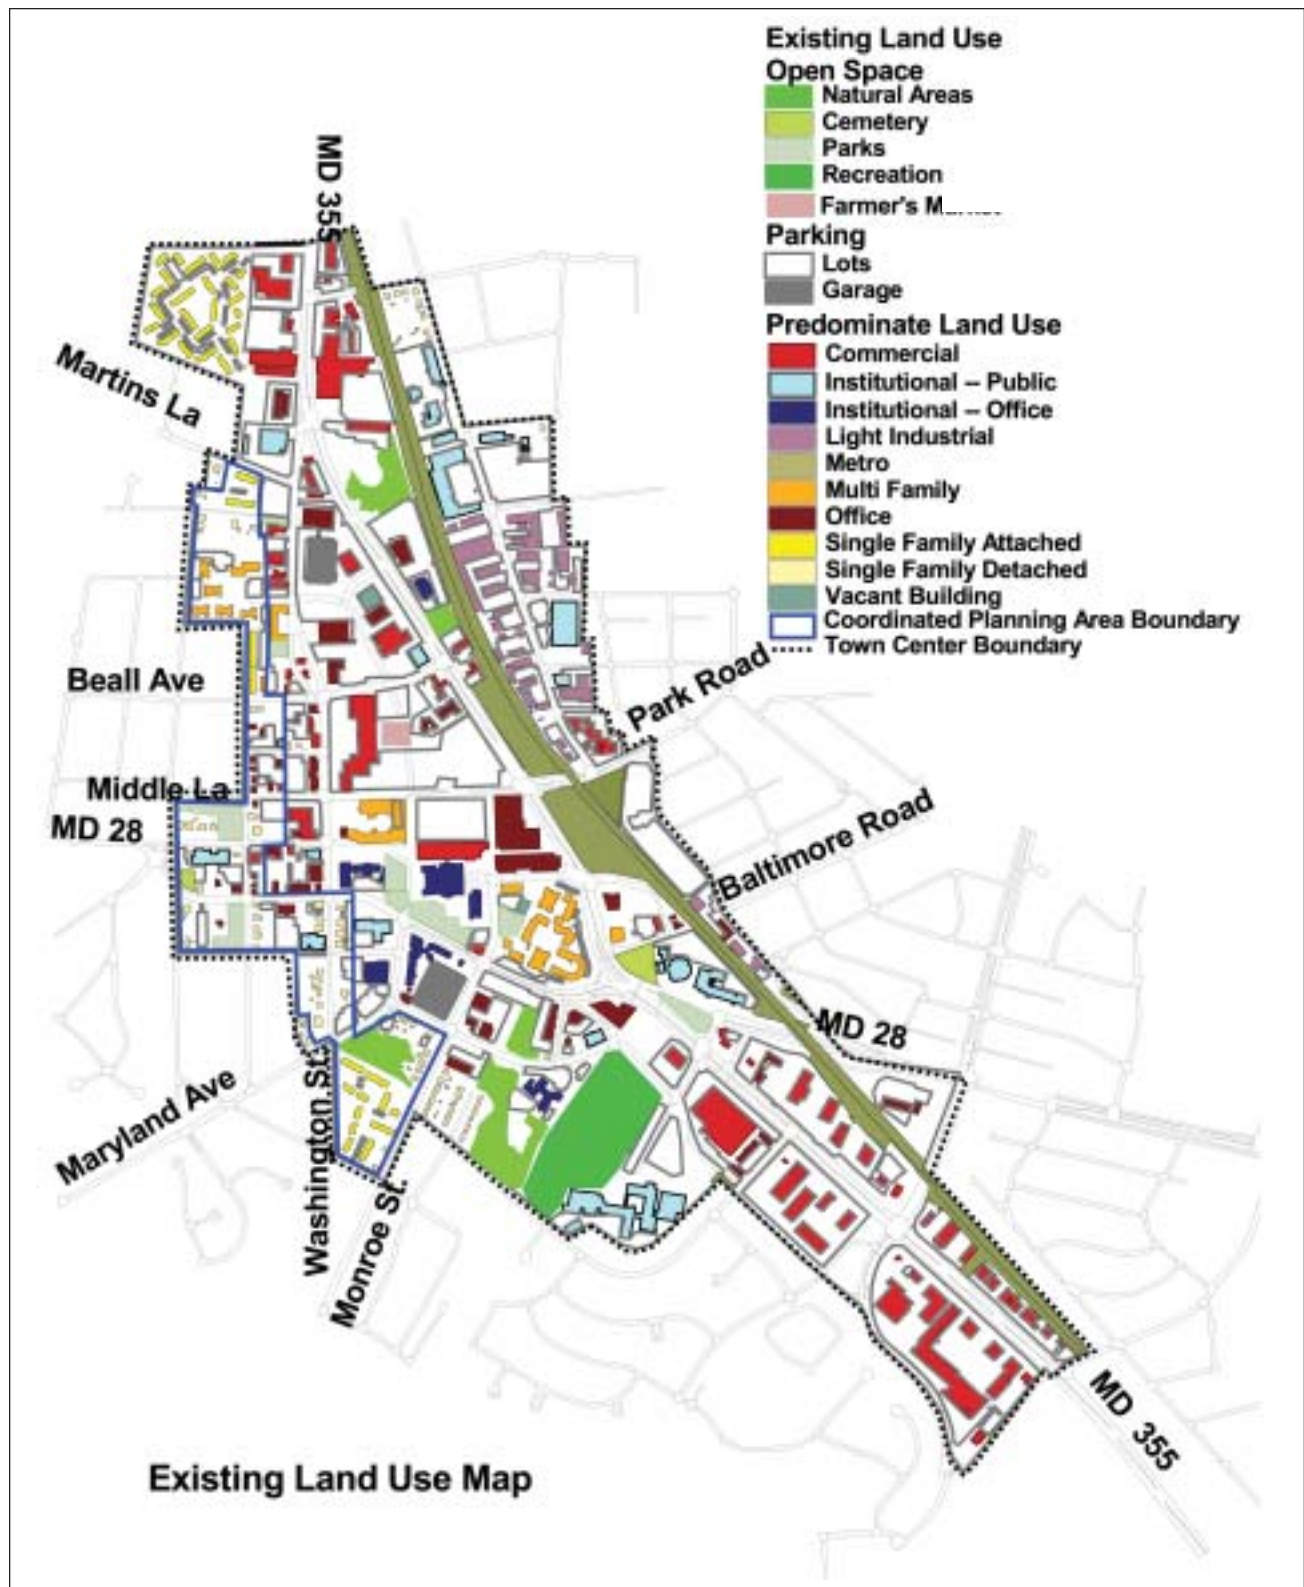 Existing Land Use
Open Space
Natural Areas
Cemetery
Parks
Recreation
Farmer's
Parking
Lots
Garage
Predominate Land Use
Commercial
Institutional -- Public
Institutional -- Office
Light Industrial
Metro
Multi Family
Office
Single Family Attached
Single Family Detached
Vacant Building
Coordinated Planning Area Boundary
Town Center Boundary
MD 355
Martins La
Beall Ave
Park Road
Middle La
MD 28
Baltimore Road
MD 28
Maryland Ave
Washington St.
Monroe St.
MD 355
Existing Land Use Map